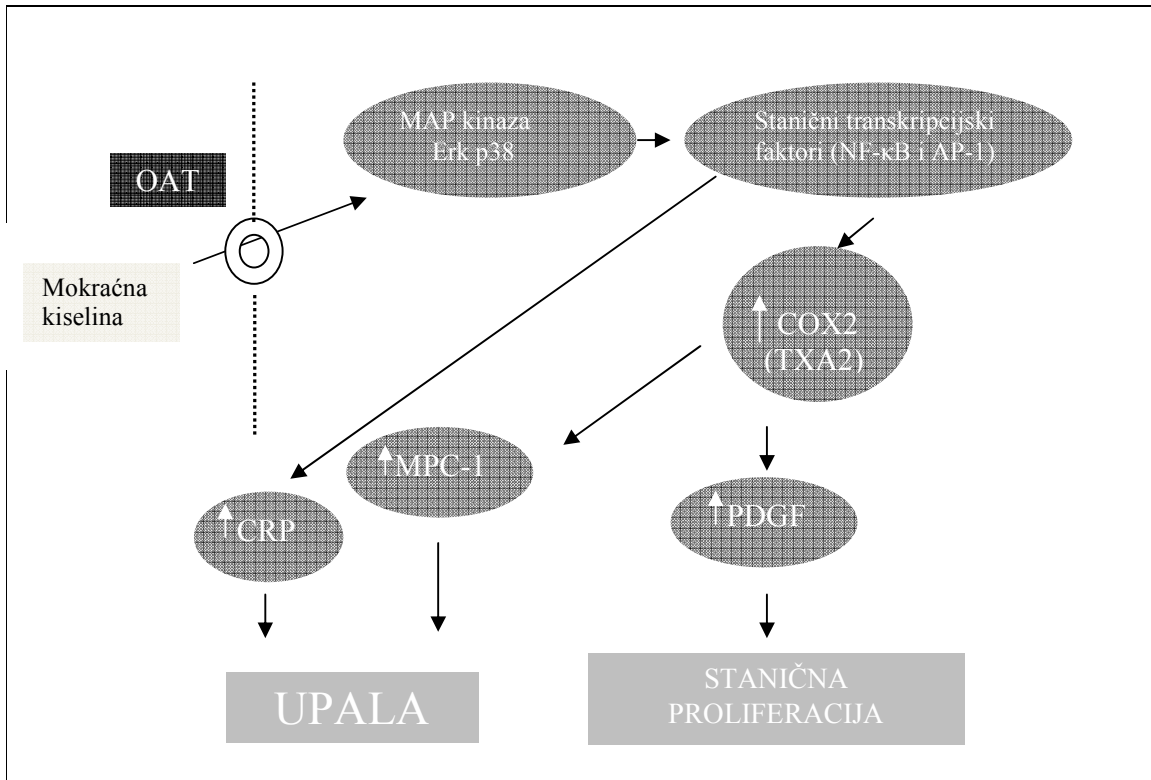 MAP kinaza
Erk p38
Stanični transkripcijski
faktori (NF-κB i AP-1)
OAT
Mokraćna
kiselina
↑ COX2
(TXA2)
↑MPC-1
↑CRP
↑PDGF
UPALA
STANIČNA
PROLIFERACIJA